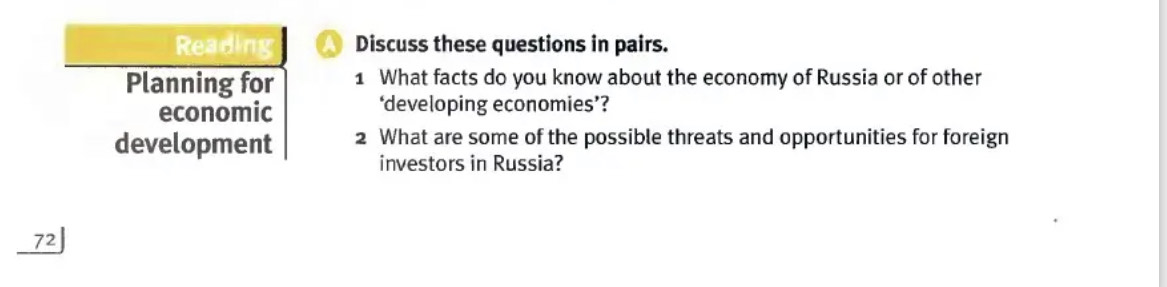 Reading
Planning for
economic
development
A Discuss these questions in pairs.
1 What facts do you know about the economy of Russia or of other
‘developing economies’?
2 What are some of the possible threats and opportunities for foreign
investors in Russia?
72